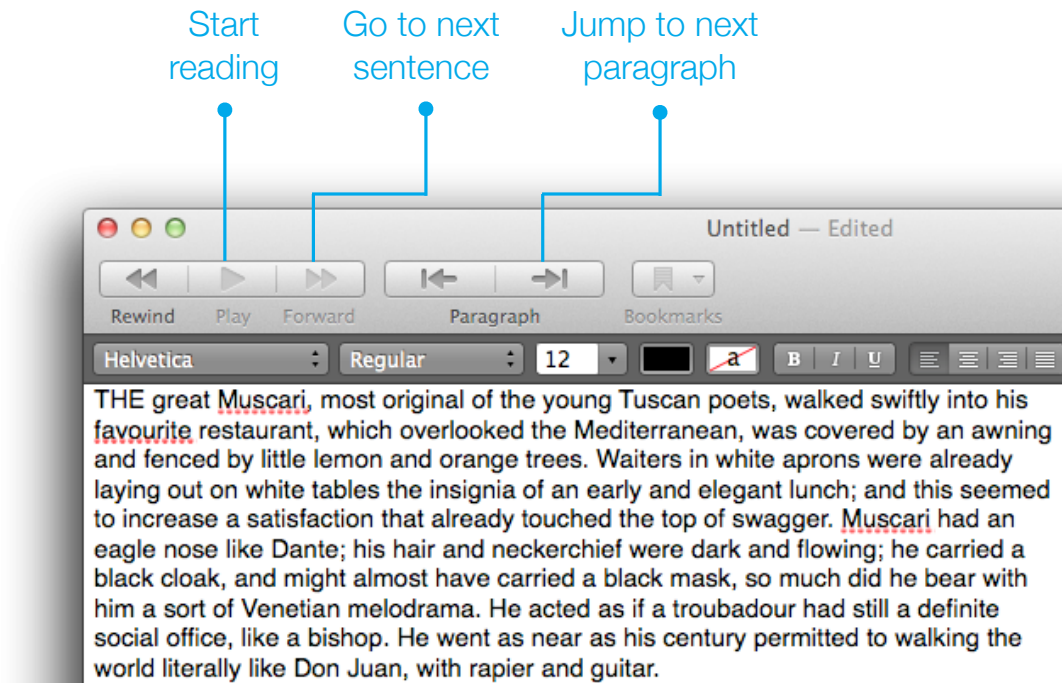 Start reading
Go to next sentence
Jump to next paragraph
Untitled — Edited
Rewind Play Forward Paragraph Bookmarks
Helvetica Regular 12 a B I U
THE great Muscari, most original of the young Tuscan poets, walked swiftly into his
favourite restaurant, which overlooked the Mediterranean, was covered by an awning
and fenced by little lemon and orange trees. Waiters in white aprons were already
laying out on white tables the insignia of an early and elegant lunch; and this seemed
to increase a satisfaction that already touched the top of swagger. Muscari had an
eagle nose like Dante; his hair and neckerchief were dark and flowing; he carried a
black cloak, and might almost have carried a black mask, so much did he bear with
him a sort of Venetian melodrama. He acted as if a troubadour had still a definite
social office, like a bishop. He went as near as his century permitted to walking the
world literally like Don Juan, with rapier and guitar.